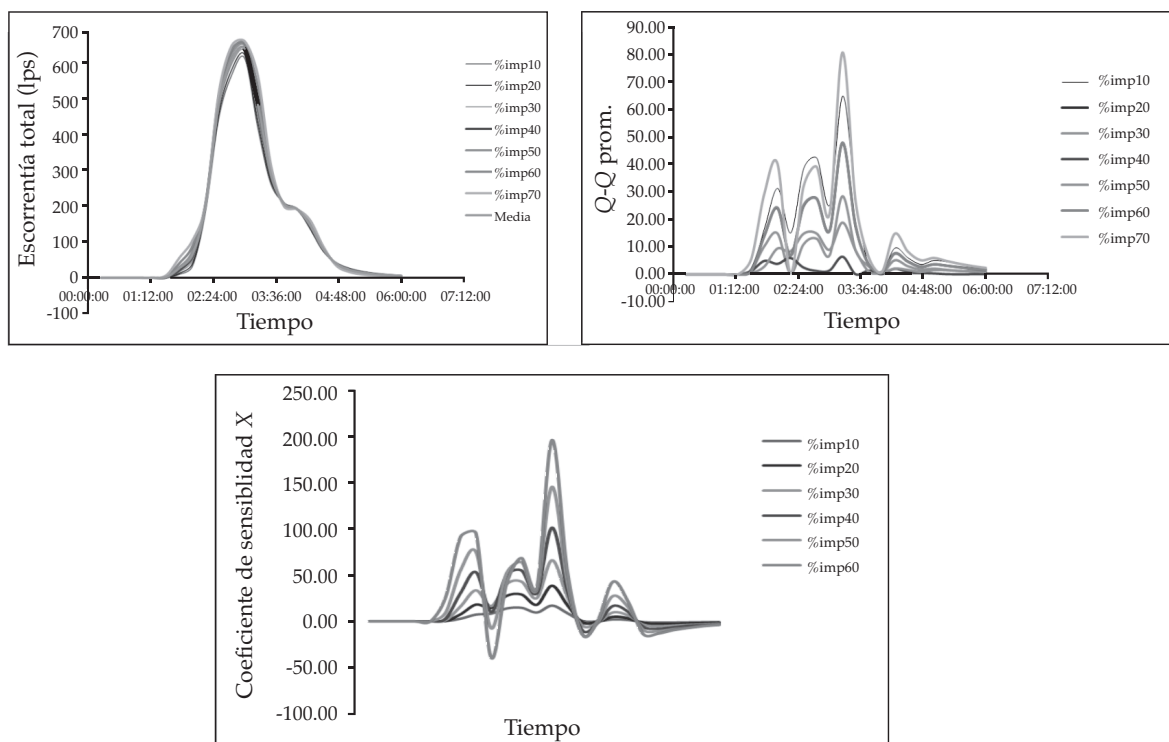 Escorrentía total (lps)
700
600
500
400
300
200
100
0
-100
00:00:00 01:12:00 02:24:00 03:36:00 04:48:00 06:00:00 07:12:00
Tiempo
%imp10
%imp20
%imp30
%imp40
%imp50
%imp60
%imp70
Media
Q-Q prom.
90.00
80.00
70.00
60.00
50.00
40.00
30.00
20.00
10.00
0.00
-10.00
00:00:00 01:12:00 02:24:00 03:36:00 04:48:00 06:00:00 07:12:00
Tiempo
%imp10
%imp20
%imp30
%imp40
%imp50
%imp60
%imp70
Coeficiente de sensiblidad X
250.00
200.00
150.00
100.00
50.00
0.00
-50.00
-100.00
Tiempo
%imp10
%imp20
%imp30
%imp40
%imp50
%imp60